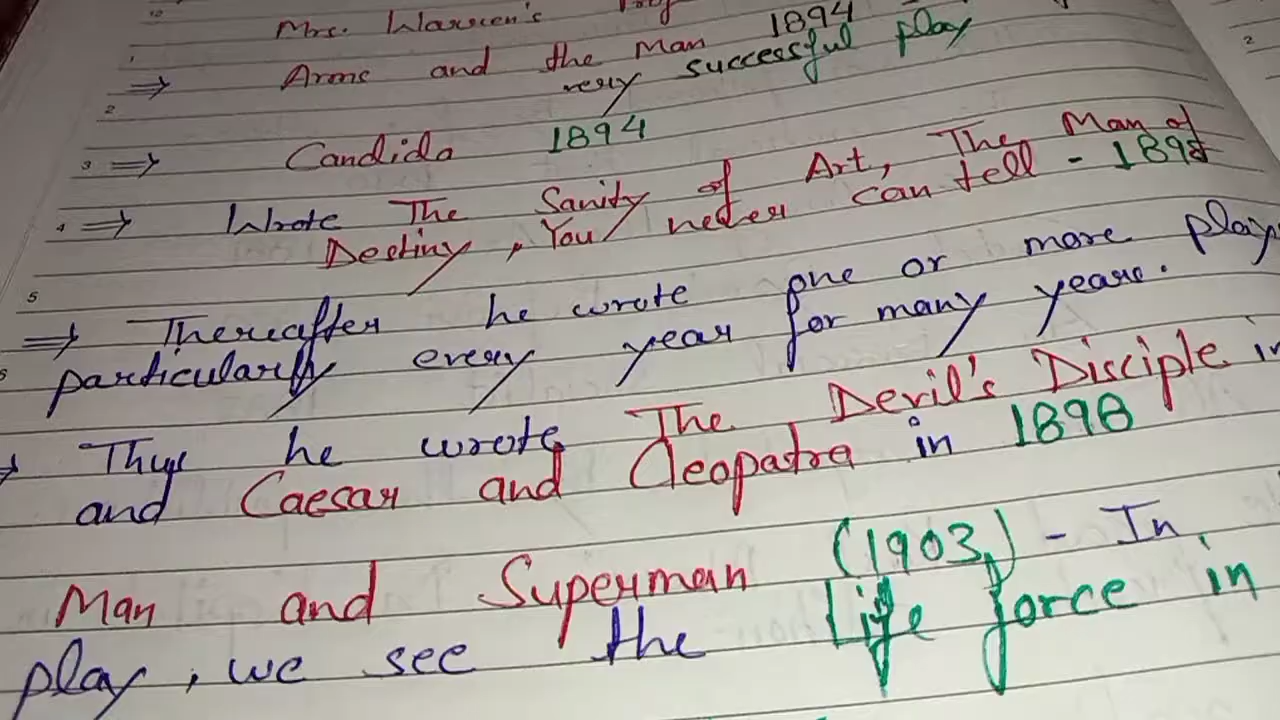 Mrs. Warren's
⇒ Arms and the Man 1894
very successful play
⇒ Candida 1894
⇒ Wrote The Sanity of Art, The Man of
Destiny, You never can tell - 1898
⇒ Thereafter he wrote one or more play
particularly every year for many years.
Thus he wrote The Devil's Disciple in
and Caesar and Cleopatra in 1898
Man and Superman (1903) - In
play, we see the Life force in